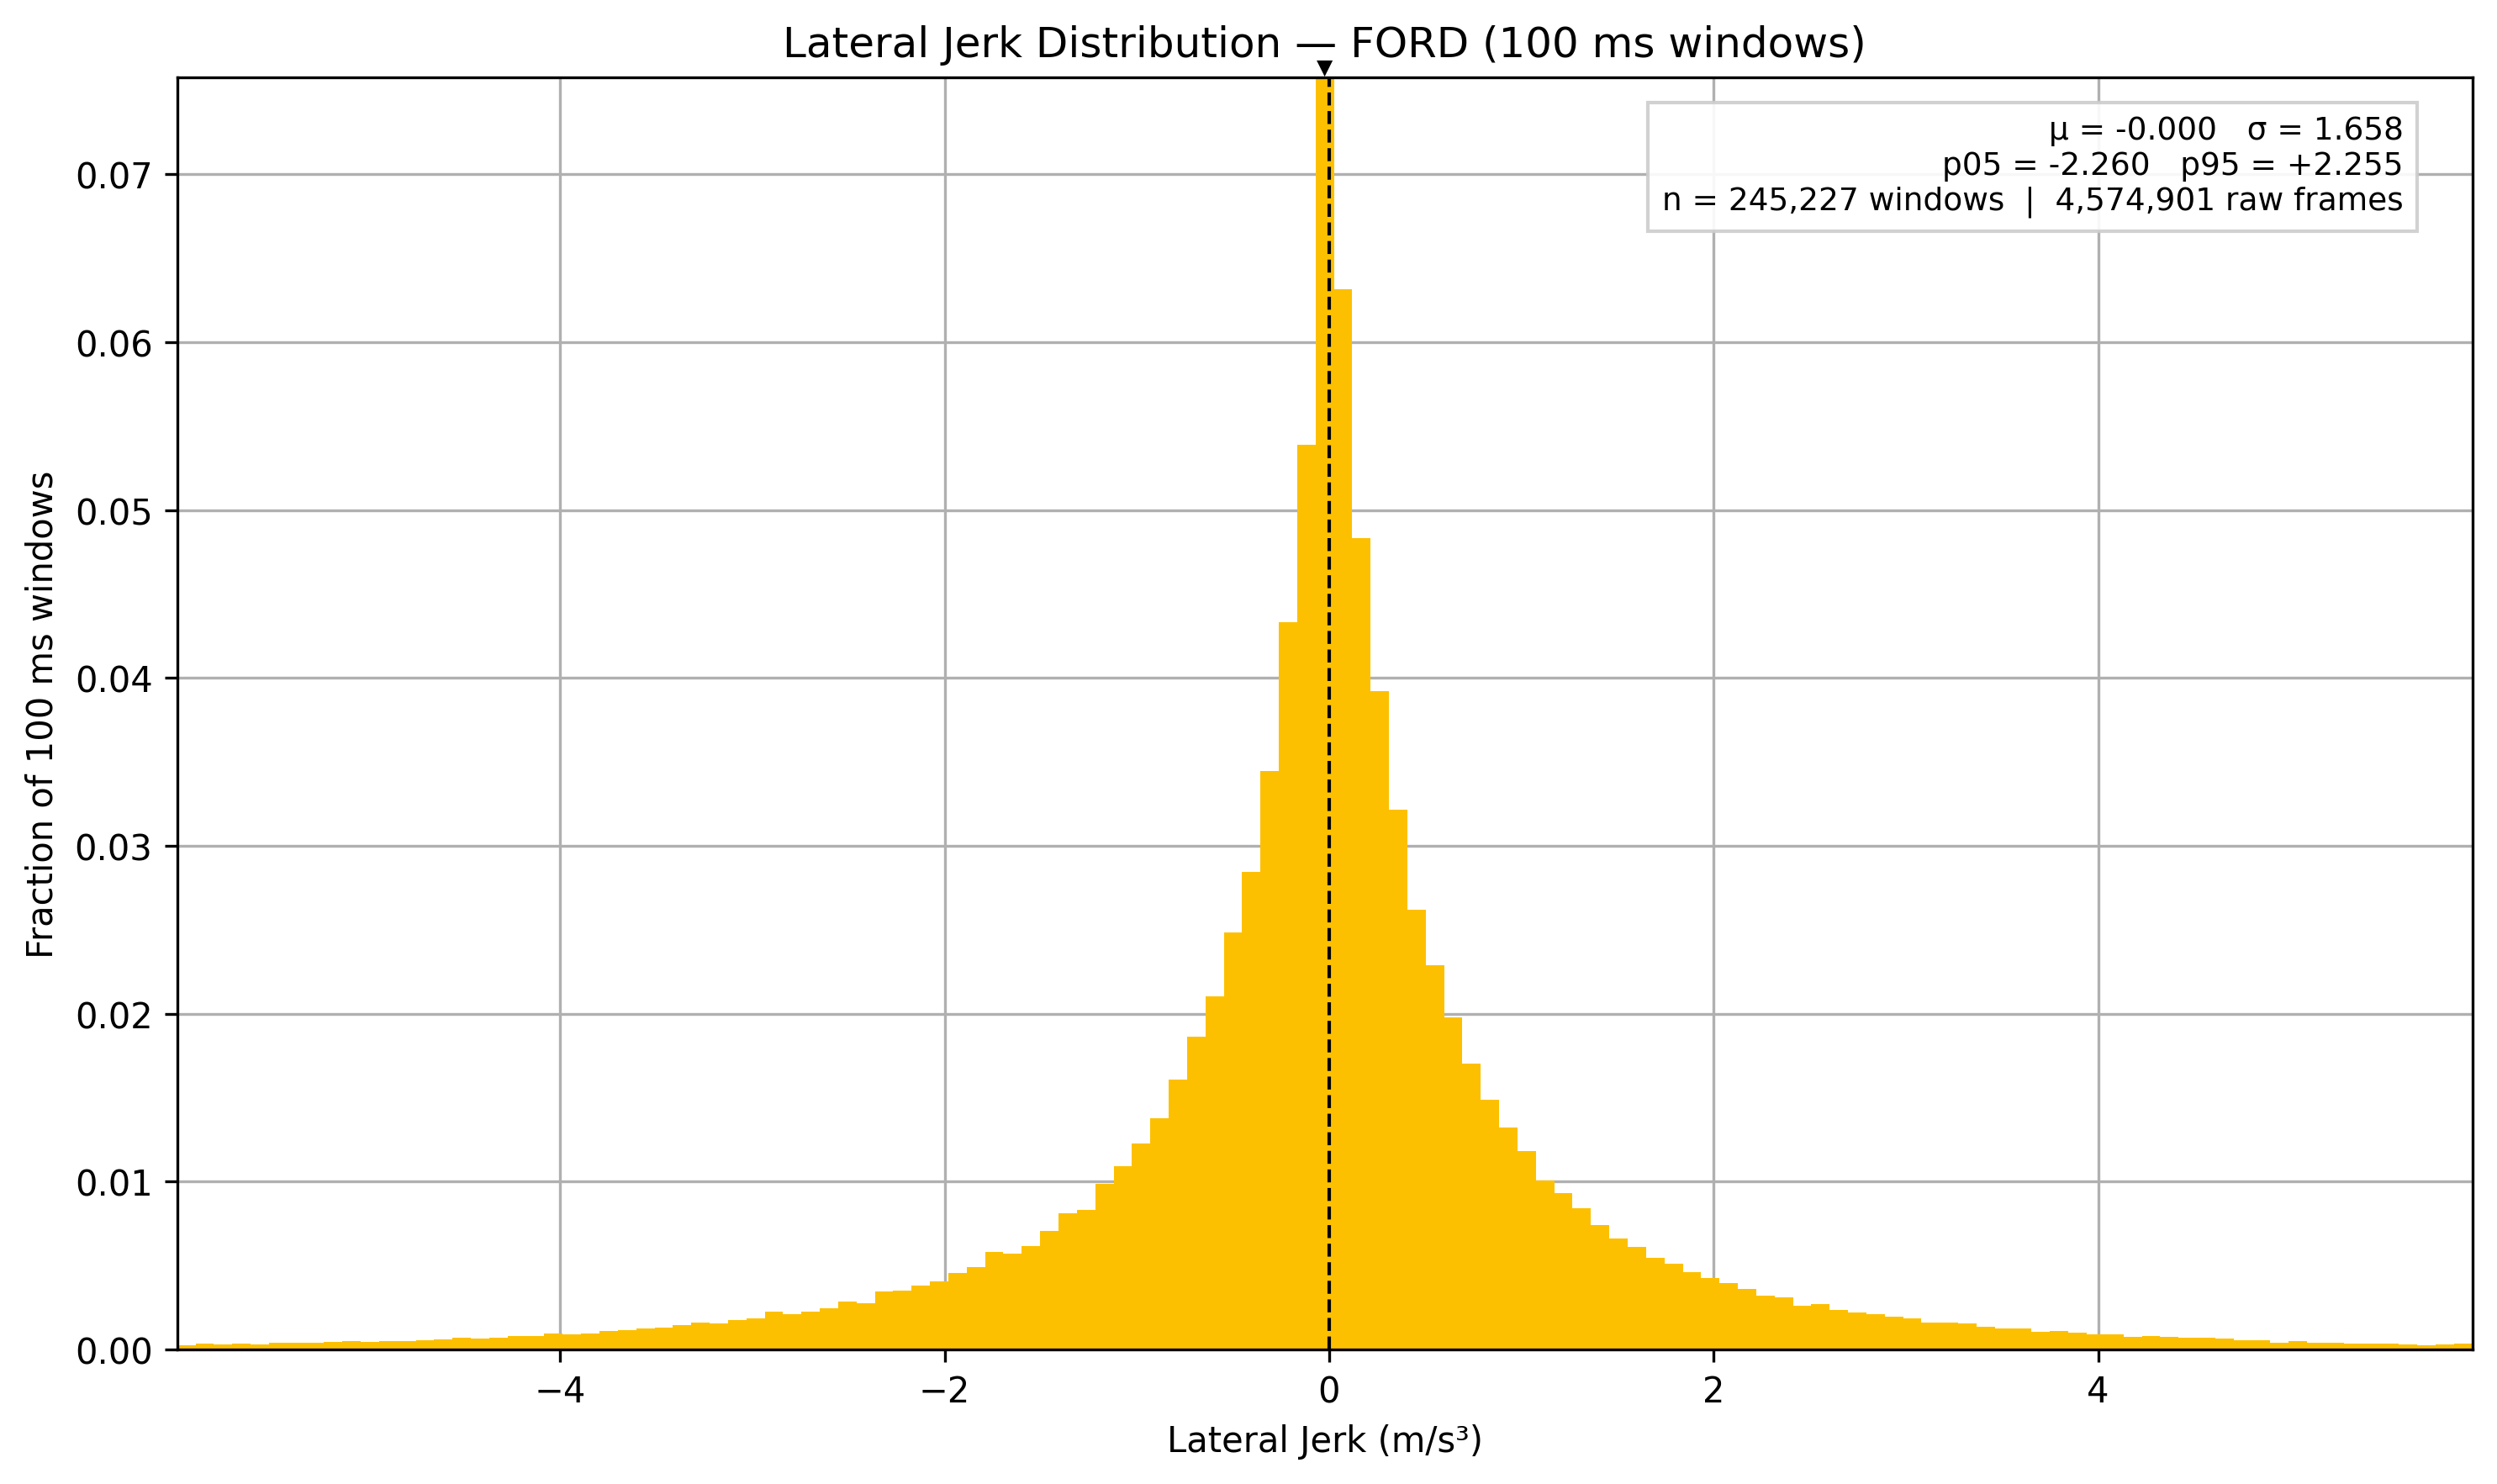 Lateral Jerk Distribution — FORD (100 ms windows)
μ = -0.000   σ = 1.658
p05 = -2.260   p95 = +2.255
n = 245,227 windows  |  4,574,901 raw frames
Fraction of 100 ms windows
0.07
0.06
0.05
0.04
0.03
0.02
0.01
0.00
−4
−2
0
2
4
Lateral Jerk (m/s³)